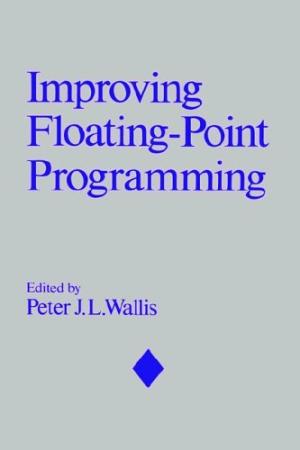 Improving
Floating-Point
Programming
Edited by
Peter J.L.Wallis